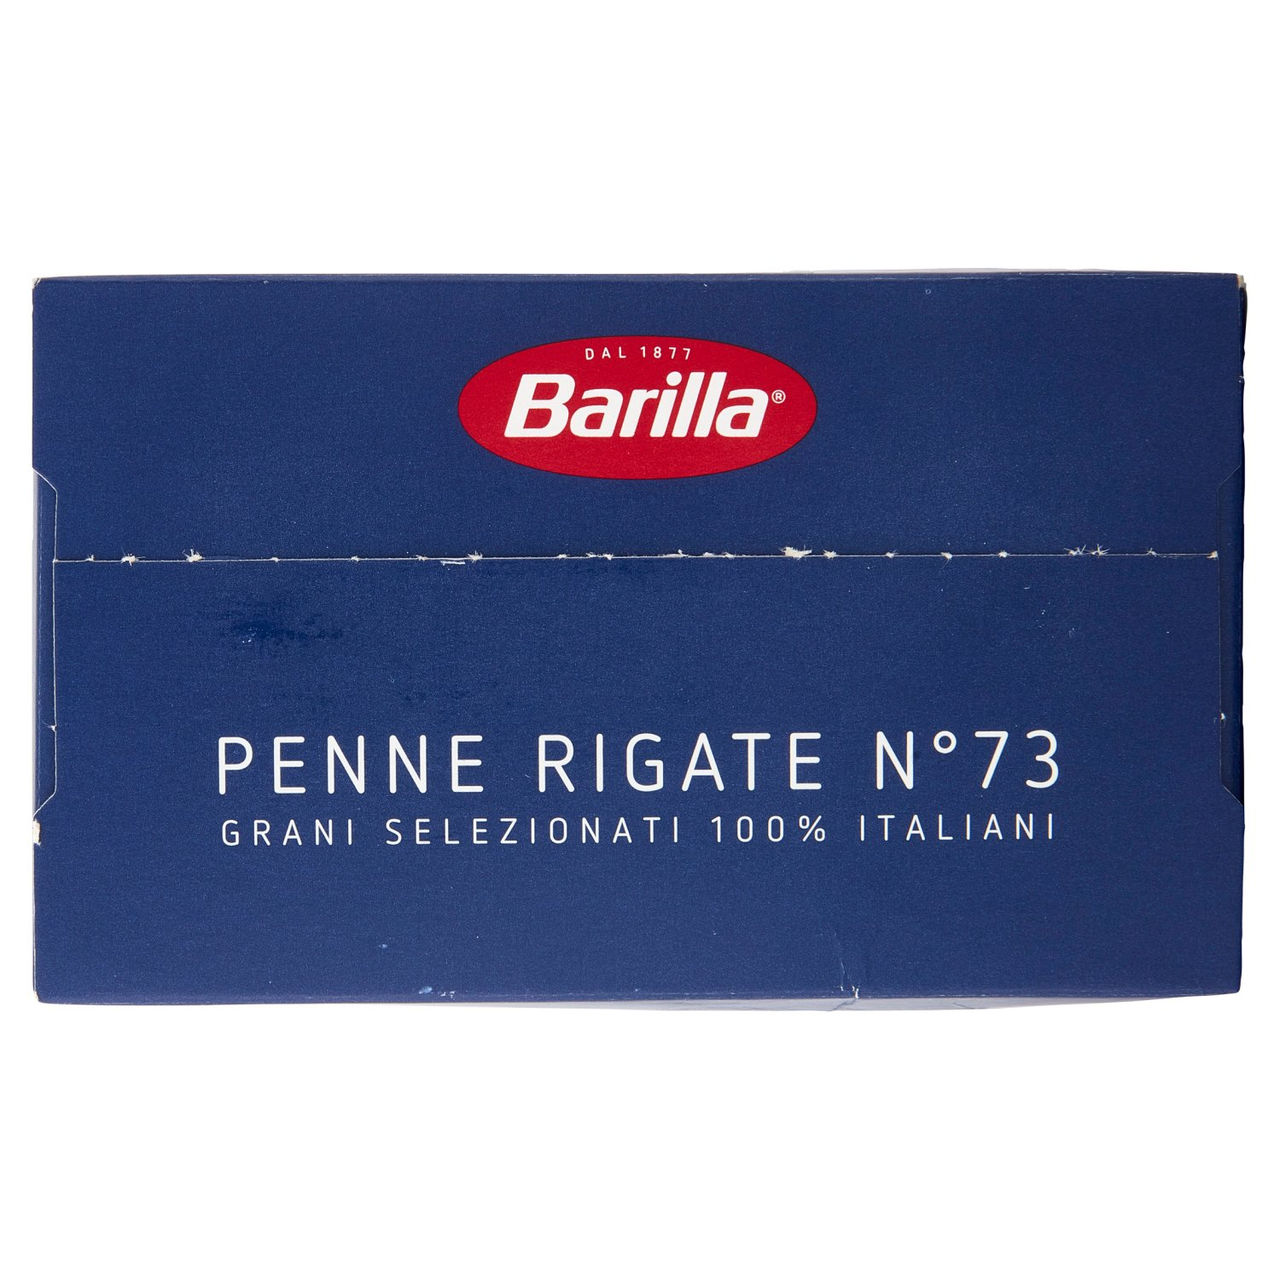 DAL 1877
Barilla®
PENNE RIGATE N°73
GRANI SELEZIONATI 100% ITALIANI